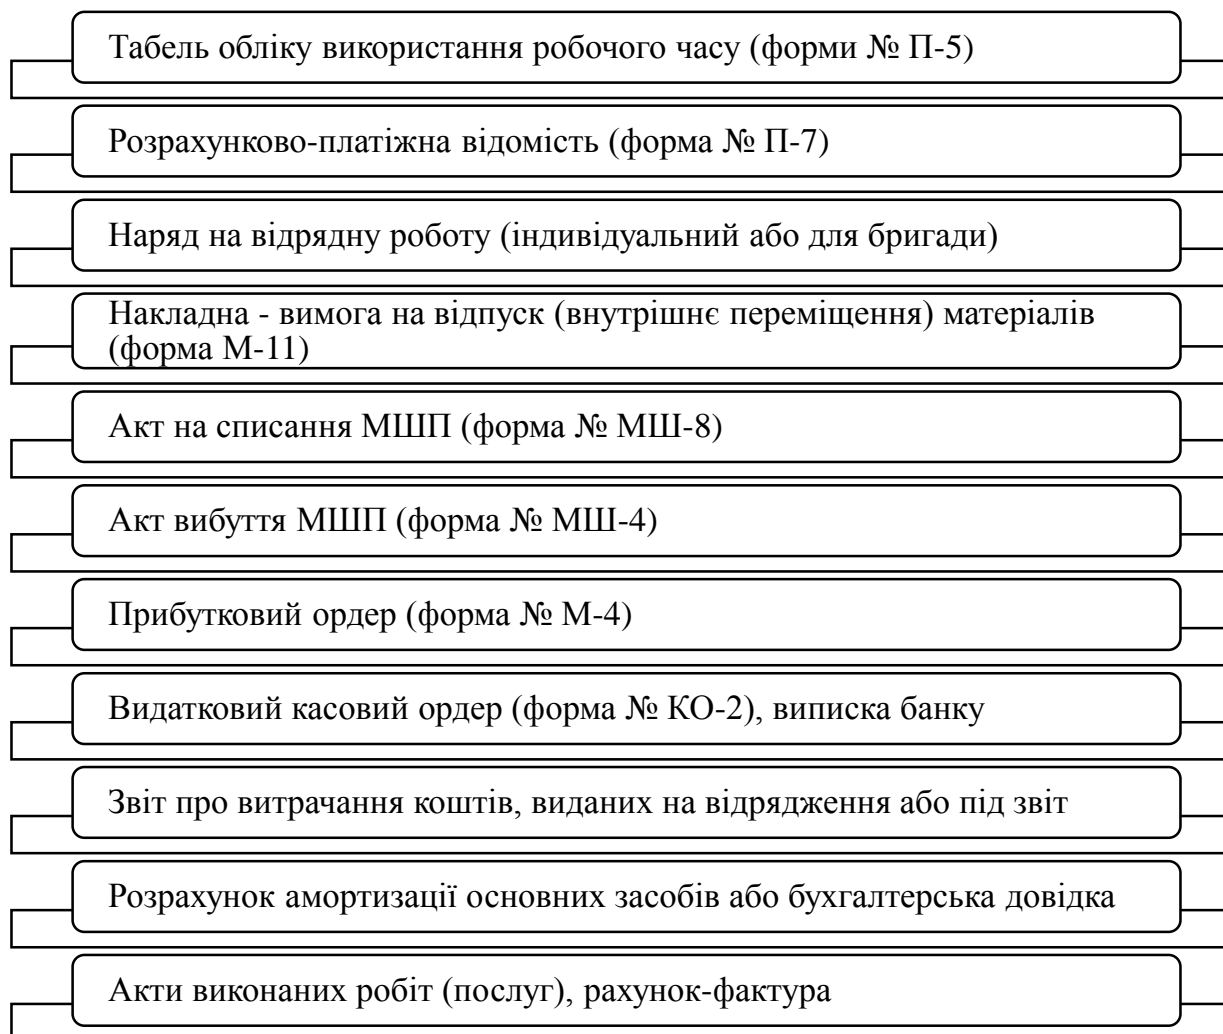 Табель обліку використання робочого часу (форми № П-5)
Розрахунково-платіжна відомість (форма № П-7)
Наряд на відрядну роботу (індивідуальний або для бригади)
Накладна - вимога на відпуск (внутрішнє переміщення) матеріалів
(форма М-11)
Акт на списання МШП (форма № МШ-8)
Акт вибуття МШП (форма № МШ-4)
Прибутковий ордер (форма № М-4)
Видатковий касовий ордер (форма № КО-2), виписка банку
Звіт про витрачання коштів, виданих на відрядження або під звіт
Розрахунок амортизації основних засобів або бухгалтерська довідка
Акти виконаних робіт (послуг), рахунок-фактура